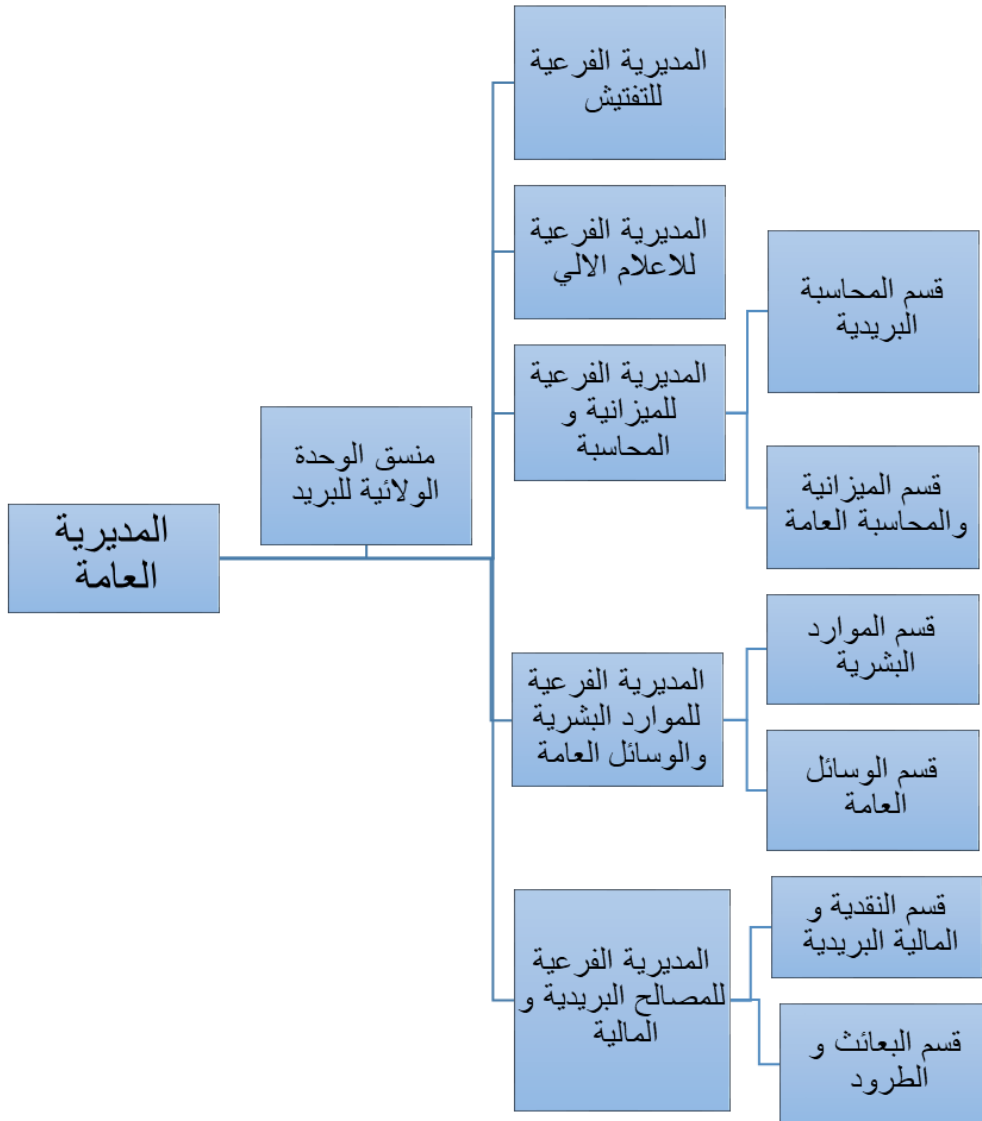 المديرية الفرعية
للتفتيش
المديرية الفرعية
للاعلام الالي
قسم المحاسبة
البريدية
المديرية الفرعية
للميزانية و
المحاسبة
منسق الوحدة
الولائية للبريد
قسم الميزانية
والمحاسبة العامة
المديرية
العامة
قسم الموارد
البشرية
المديرية الفرعية
للموارد البشرية
والوسائل العامة
قسم الوسائل
العامة
قسم النقدية و
المالية البريدية
المديرية الفرعية
للمصالح البريدية و
المالية
قسم البعائث و
الطرود